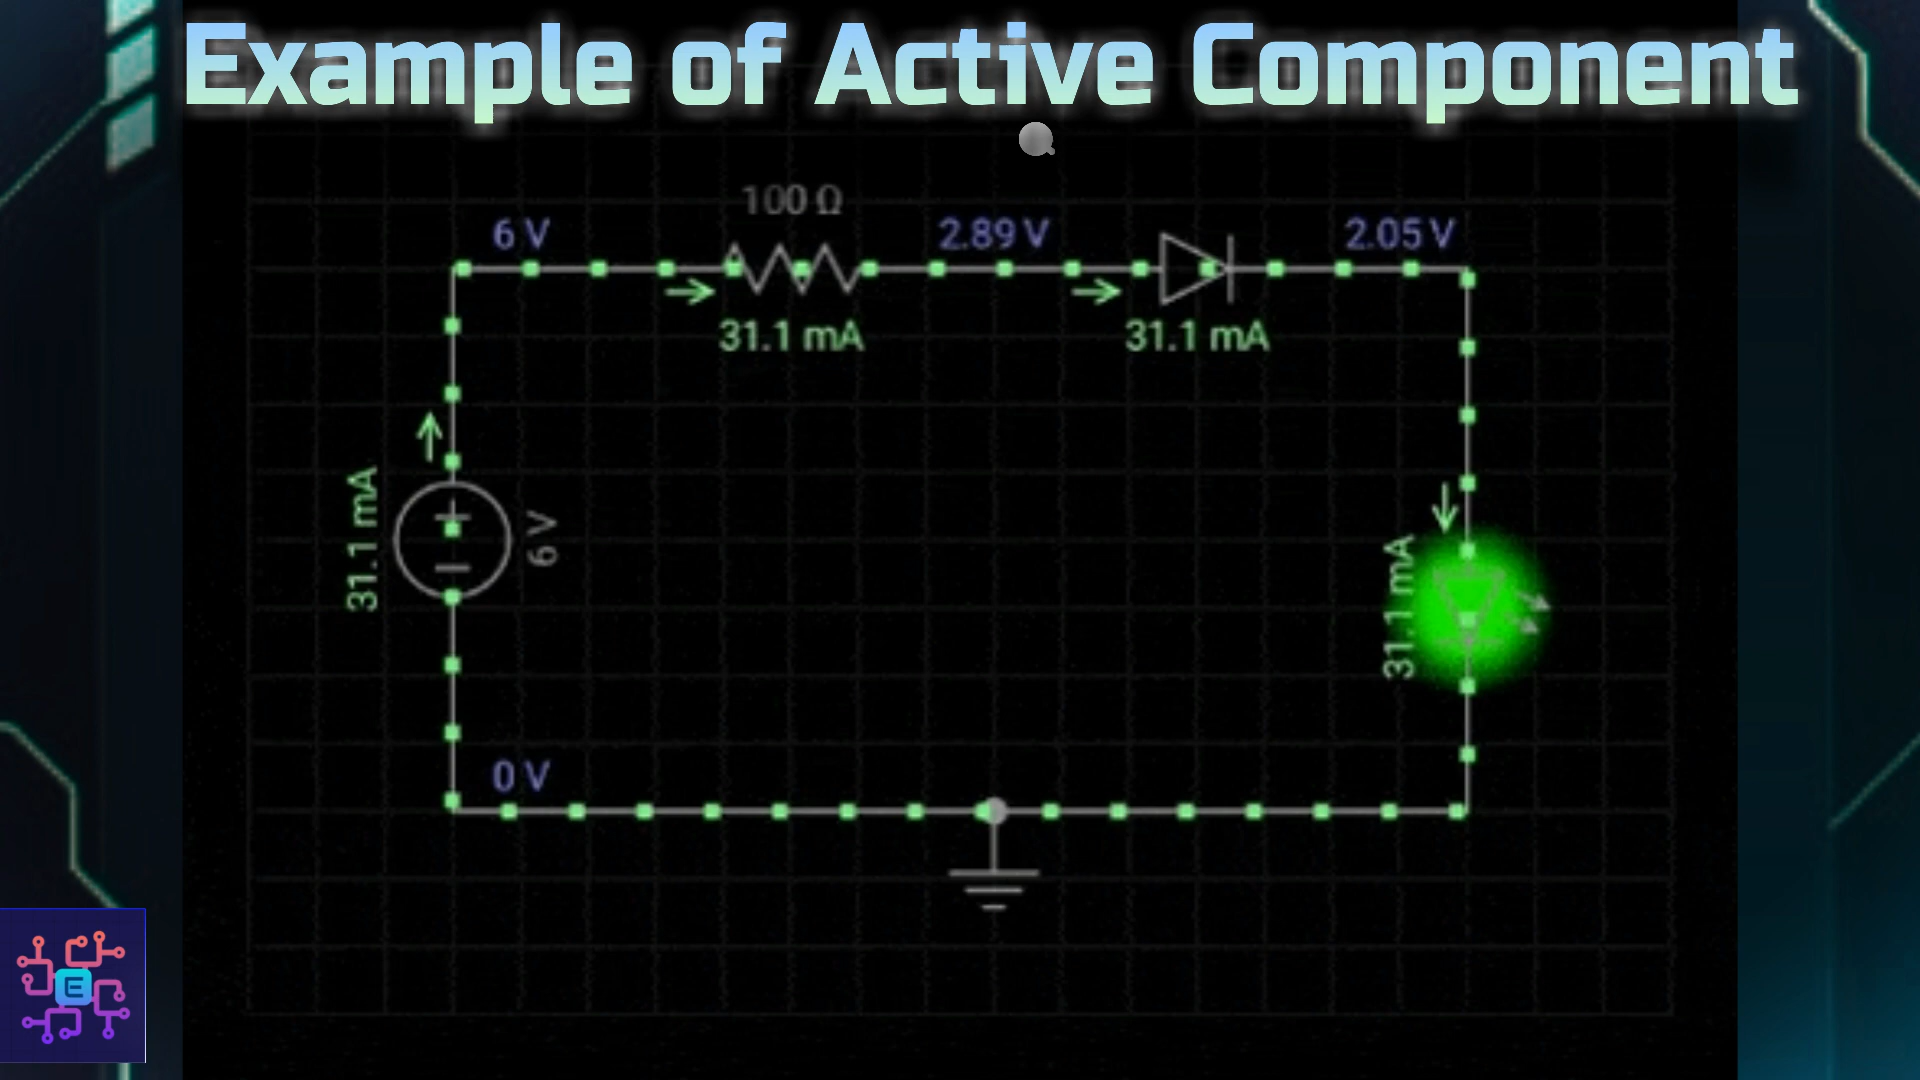 Example of Active Component
100 Ω
6 V
2.89 V
2.05 V
31.1 mA
31.1 mA
31.1 mA
6 V
31.1 mA
0 V
E